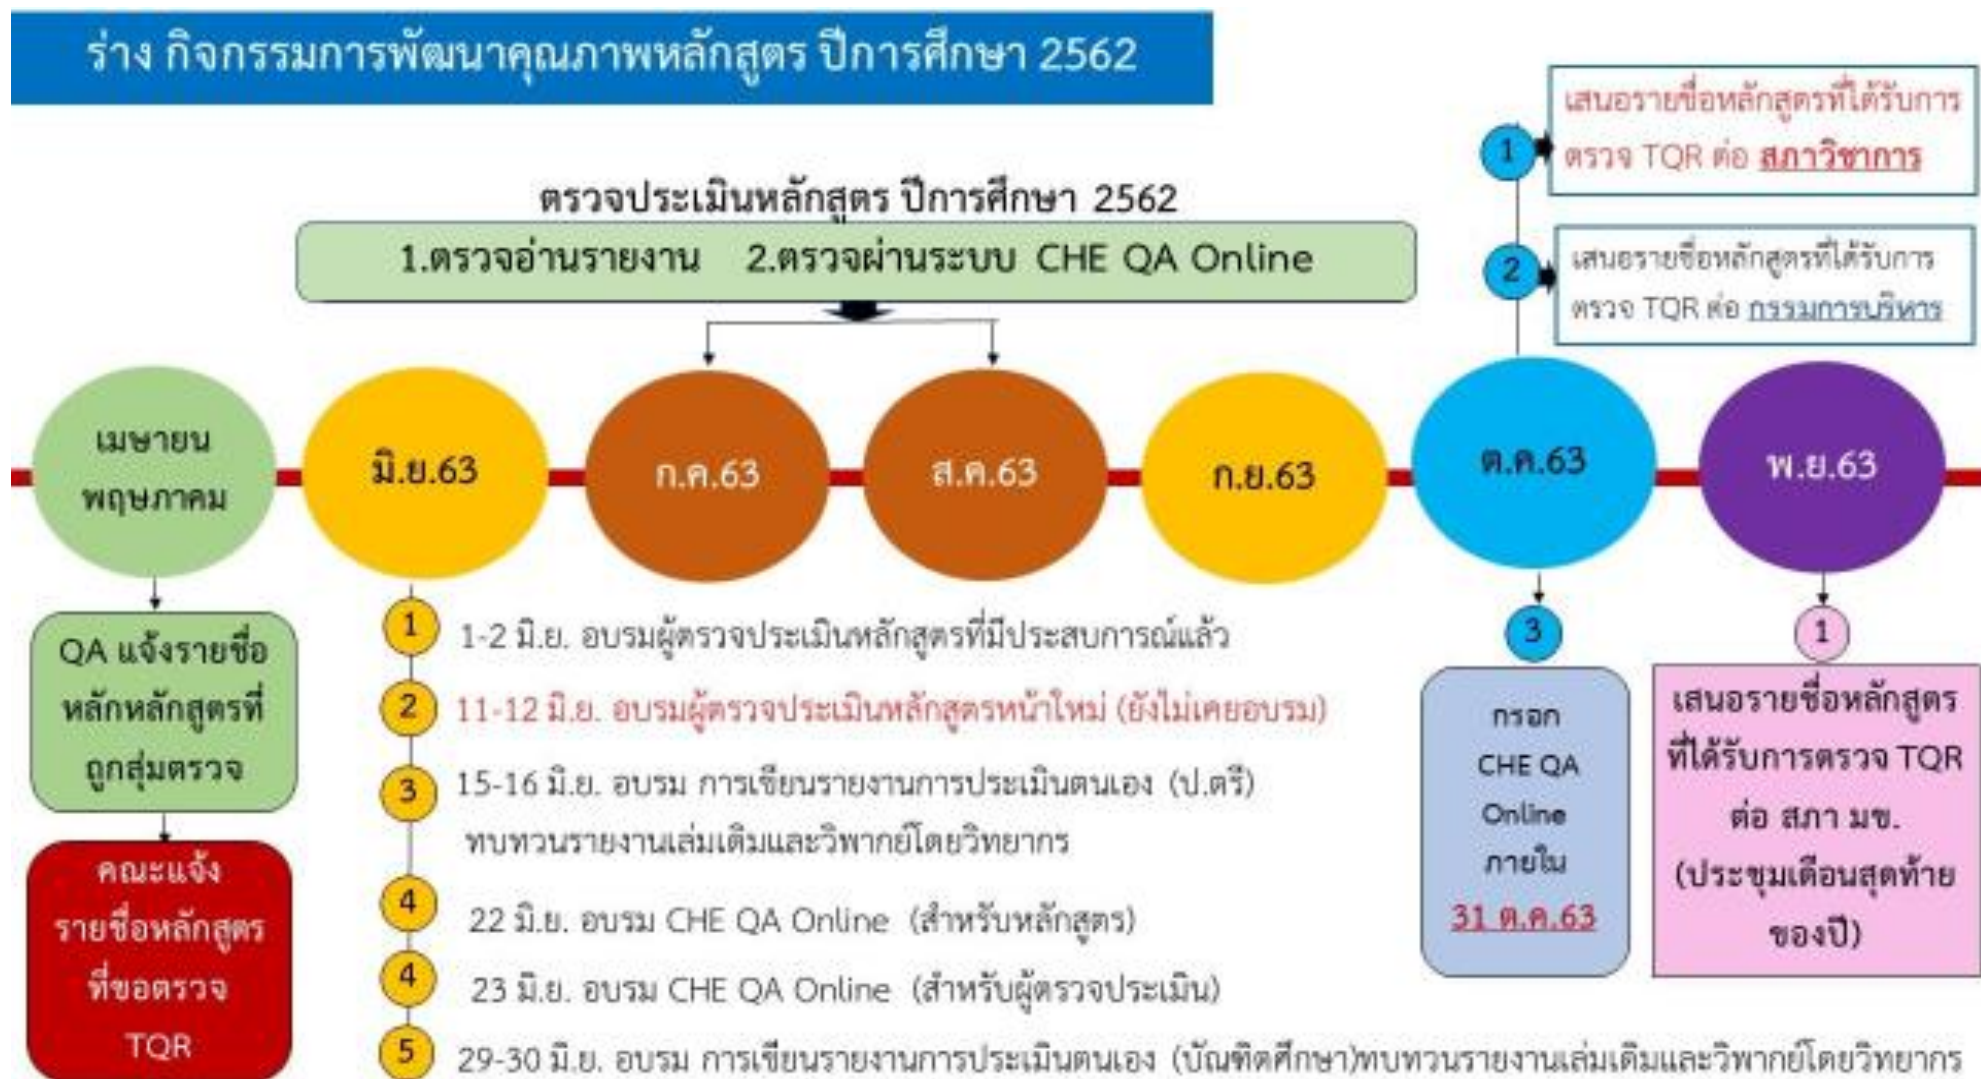 ร่าง กิจกรรมการพัฒนาคุณภาพหลักสูตร ปีการศึกษา 2562
1
เสนอรายชื่อหลักสูตรที่ได้รับการ
ตรวจ TQR ต่อ สภาวิชาการ
ตรวจประเมินหลักสูตร ปีการศึกษา 2562
1.ตรวจอ่านรายงาน 2.ตรวจผ่านระบบ CHE QA Online
2
เสนอรายชื่อหลักสูตรที่ได้รับการ
ตรวจ TQR ต่อ กรรมการบริหาร
เมษายน
พฤษภาคม
มิ.ย.63
ก.ค.63
ส.ค.63
ก.ย.63
ต.ค.63
พ.ย.63
QA แจ้งรายชื่อ
หลักหลักสูตรที่
ถูกสุ่มตรวจ
คณะแจ้ง
รายชื่อหลักสูตร
ที่ขอตรวจ
TQR
1 1-2 มิ.ย. อบรมผู้ตรวจประเมินหลักสูตรที่มีประสบการณ์แล้ว
2 11-12 มิ.ย. อบรมผู้ตรวจประเมินหลักสูตรหน้าใหม่ (ยังไม่เคยอบรม)
3 15-16 มิ.ย. อบรม การเขียนรายงานการประเมินตนเอง (ป.ตรี)
ทบทวนรายงานเล่มเดิมและวิพากย์โดยวิทยากร
4 22 มิ.ย. อบรม CHE QA Online (สำหรับหลักสูตร)
4 23 มิ.ย. อบรม CHE QA Online (สำหรับผู้ตรวจประเมิน)
5 29-30 มิ.ย. อบรม การเขียนรายงานการประเมินตนเอง (บัณฑิตศึกษา)ทบทวนรายงานเล่มเดิมและวิพากย์โดยวิทยากร
3
กรอก
CHE QA
Online
ภายใน
31 ต.ค.63
1
เสนอรายชื่อหลักสูตร
ที่ได้รับการตรวจ TQR
ต่อ สภา มข.
(ประชุมเดือนสุดท้าย
ของปี)